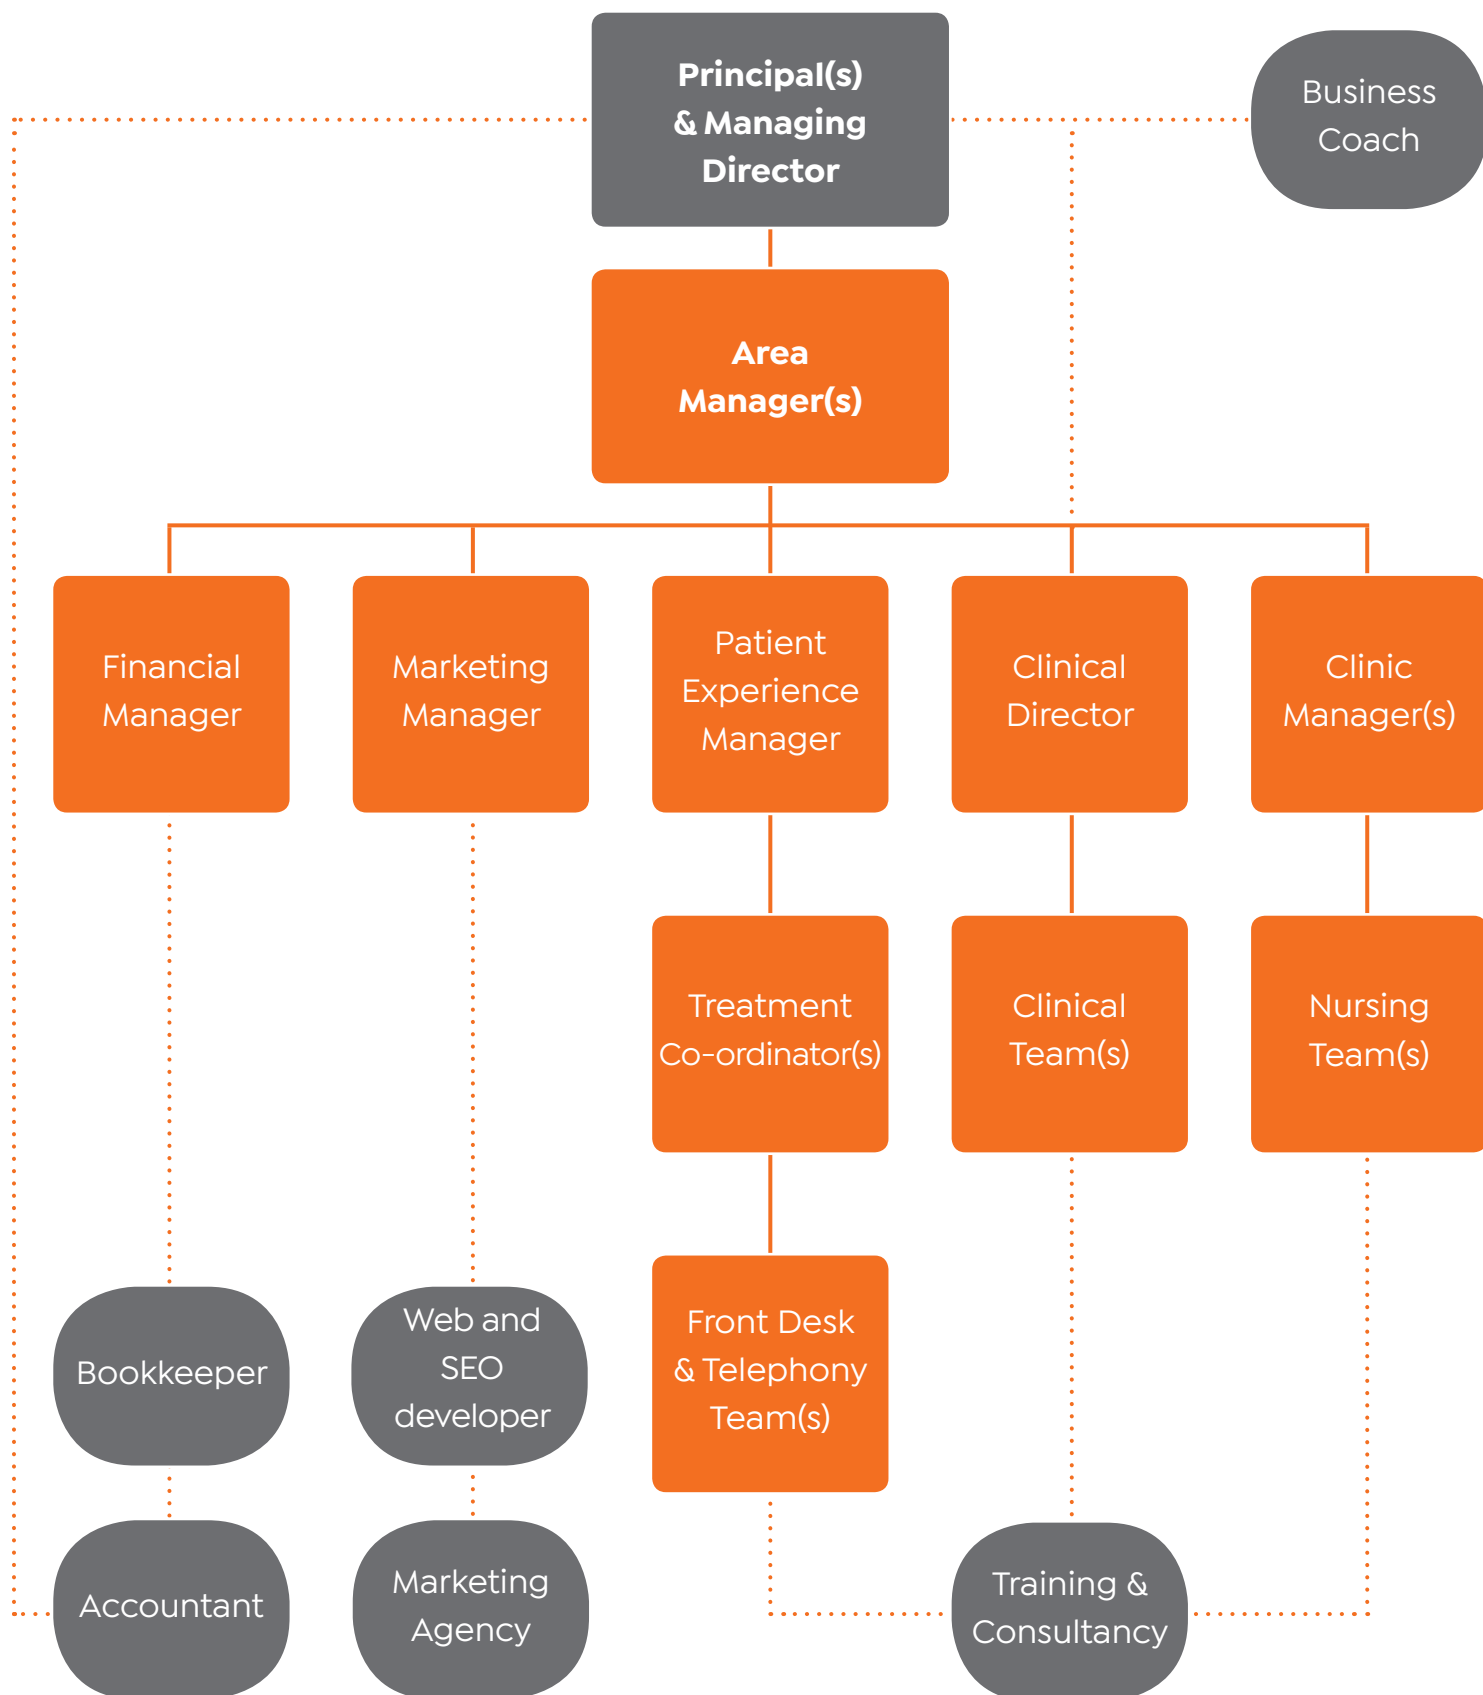 Principal(s)
& Managing
Director
Business
Coach
Area
Manager(s)
Financial
Manager
Marketing
Manager
Patient
Experience
Manager
Clinical
Director
Clinic
Manager(s)
Treatment
Co-ordinator(s)
Clinical
Team(s)
Nursing
Team(s)
Bookkeeper
Web and
SEO
developer
Front Desk
& Telephony
Team(s)
Accountant
Marketing
Agency
Training &
Consultancy